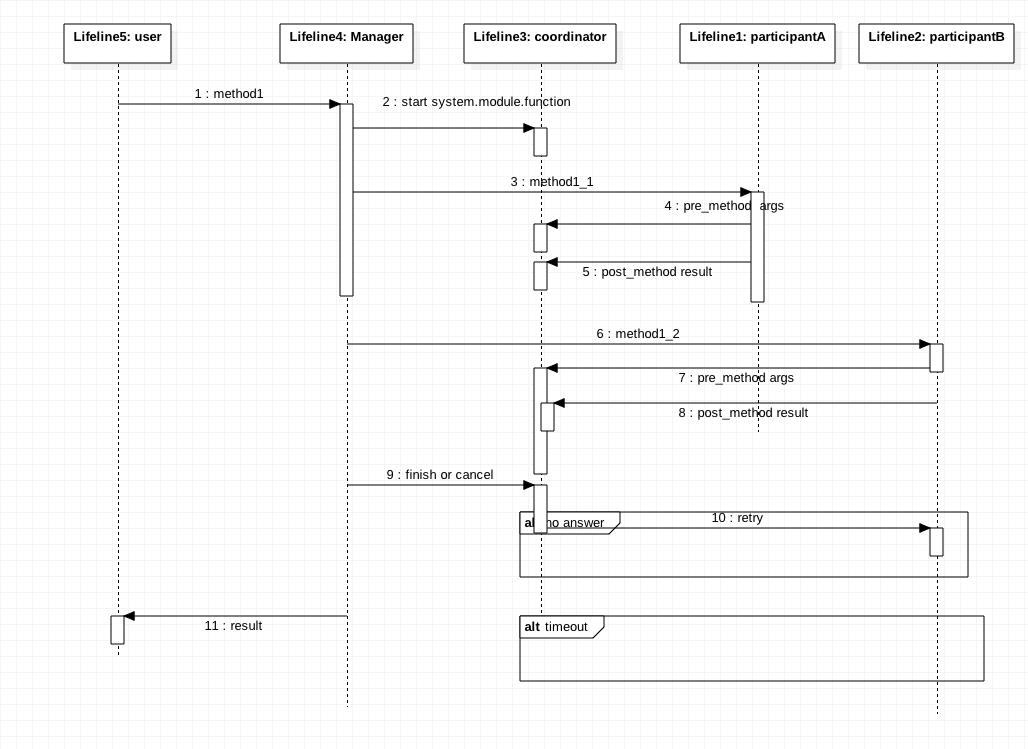 Lifeline5: user
Lifeline4: Manager
Lifeline3: coordinator
Lifeline1: participantA
Lifeline2: participantB
1 : method1
2 : start system.module.function
3 : method1_1
4 : pre_method args
5 : post_method result
6 : method1_2
7 : pre_method args
8 : post_method result
9 : finish or cancel
10 : retry
alt no answer
11 : result
alt timeout